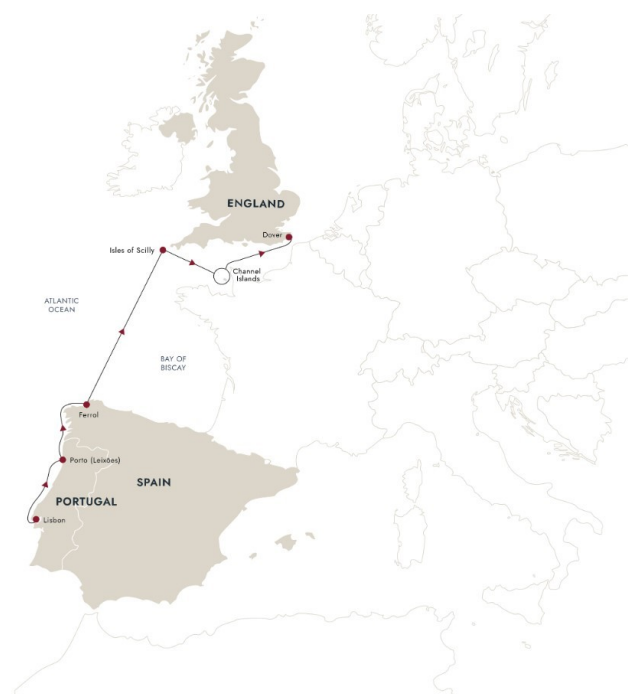 ENGLAND
Dover
Isles of Scilly
Channel
Islands
ATLANTIC
OCEAN
BAY OF
BISCAY
Ferrol
Porto (Leixões)
SPAIN
PORTUGAL
Lisbon